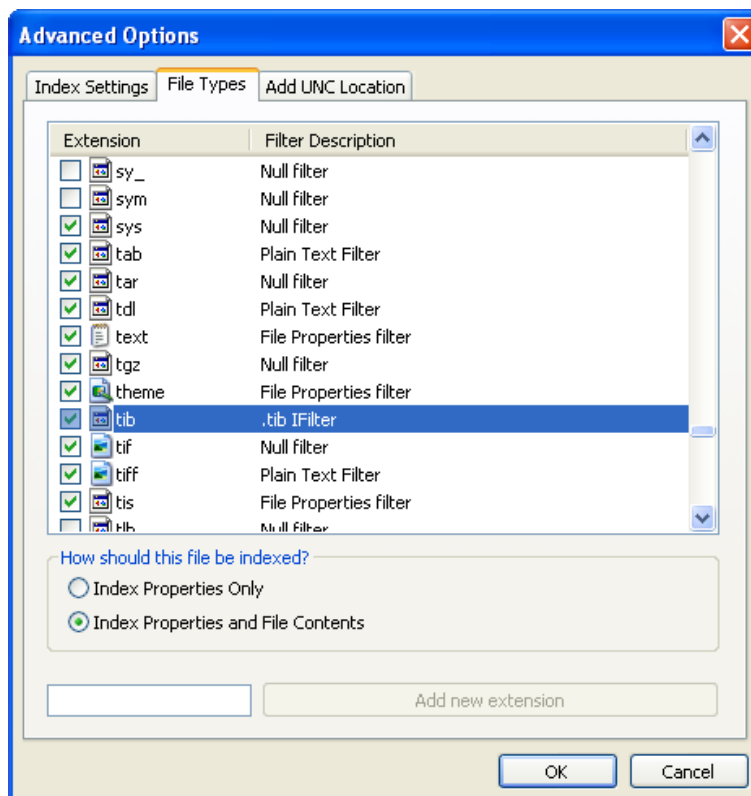 Advanced Options
Index Settings File Types Add UNC Location
Extension Filter Description
sy_ Null filter
sym Null filter
sys Null filter
tab Plain Text Filter
tar Null filter
tdl Plain Text Filter
text File Properties filter
tgz Null filter
theme File Properties filter
tib .tib IFilter
tif Null filter
tiff Plain Text Filter
tis File Properties filter
tlb Null filter
How should this file be indexed?
Index Properties Only
Index Properties and File Contents
Add new extension
OK Cancel